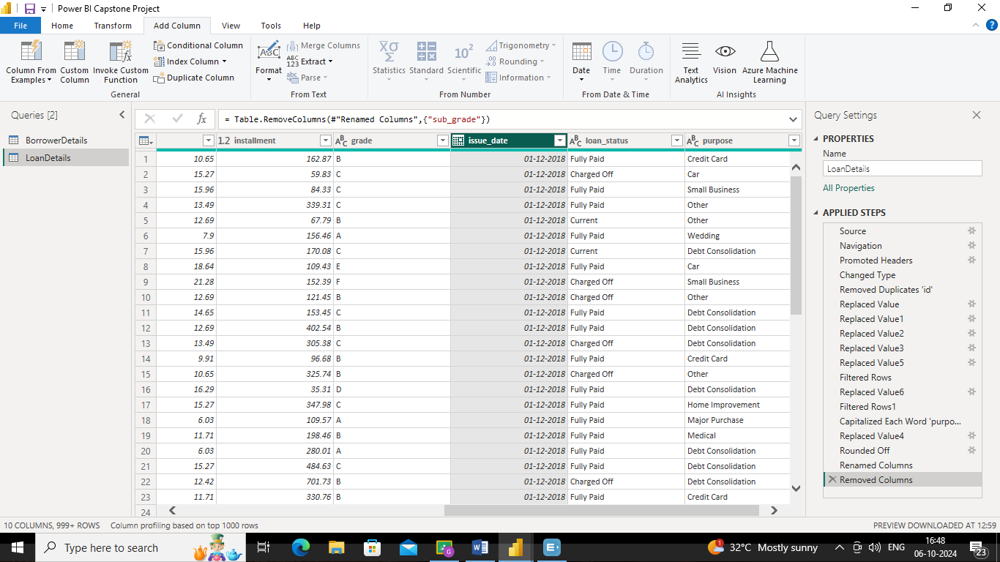 Power BI Capstone Project
File Home Transform Add Column View Tools Help
Column From Examples
Custom Column
Invoke Custom Function
Conditional Column
Index Column
Duplicate Column
General
Format
Merge Columns
Extract
Parse
From Text
Statistics
Standard
Scientific
Trigonometry
Rounding
Information
From Number
Date
Time
Duration
From Date & Time
Text Analytics
Vision
Azure Machine Learning
AI Insights
Queries [2]
BorrowerDetails
LoanDetails
= Table.RemoveColumns(#"Renamed Columns",{"sub_grade"})
1.2 installment ABC grade issue_date ABC loan_status ABC purpose
1 10.65 162.87 B 01-12-2018 Fully Paid Credit Card
2 15.27 59.83 C 01-12-2018 Charged Off Car
3 15.96 84.33 C 01-12-2018 Fully Paid Small Business
4 13.49 339.31 C 01-12-2018 Fully Paid Other
5 12.69 67.79 B 01-12-2018 Current Other
6 7.9 156.46 A 01-12-2018 Fully Paid Wedding
7 15.96 170.08 C 01-12-2018 Current Debt Consolidation
8 18.64 109.43 E 01-12-2018 Fully Paid Car
9 21.28 152.39 F 01-12-2018 Charged Off Small Business
10 12.69 121.45 B 01-12-2018 Charged Off Other
11 14.65 153.45 C 01-12-2018 Fully Paid Debt Consolidation
12 12.69 402.54 B 01-12-2018 Fully Paid Debt Consolidation
13 13.49 305.38 C 01-12-2018 Charged Off Debt Consolidation
14 9.91 96.68 B 01-12-2018 Fully Paid Credit Card
15 10.65 325.74 B 01-12-2018 Charged Off Other
16 16.29 35.31 D 01-12-2018 Fully Paid Debt Consolidation
17 15.27 347.98 C 01-12-2018 Fully Paid Home Improvement
18 6.03 109.57 A 01-12-2018 Fully Paid Major Purchase
19 11.71 198.46 B 01-12-2018 Fully Paid Medical
20 6.03 280.01 A 01-12-2018 Fully Paid Debt Consolidation
21 15.27 484.63 C 01-12-2018 Fully Paid Debt Consolidation
22 12.42 701.73 B 01-12-2018 Charged Off Debt Consolidation
23 11.71 330.76 B 01-12-2018 Fully Paid Credit Card
24
Query Settings
PROPERTIES
Name
LoanDetails
All Properties
APPLIED STEPS
Source
Navigation
Promoted Headers
Changed Type
Removed Duplicates 'id'
Replaced Value
Replaced Value1
Replaced Value2
Replaced Value3
Replaced Value5
Filtered Rows
Replaced Value6
Filtered Rows1
Capitalized Each Word 'purpo...
Replaced Value4
Rounded Off
Renamed Columns
Removed Columns
10 COLUMNS, 999+ ROWS Column profiling based on top 1000 rows PREVIEW DOWNLOADED AT 12:59
Type here to search
32°C Mostly sunny
ENG
16:48
06-10-2024
23